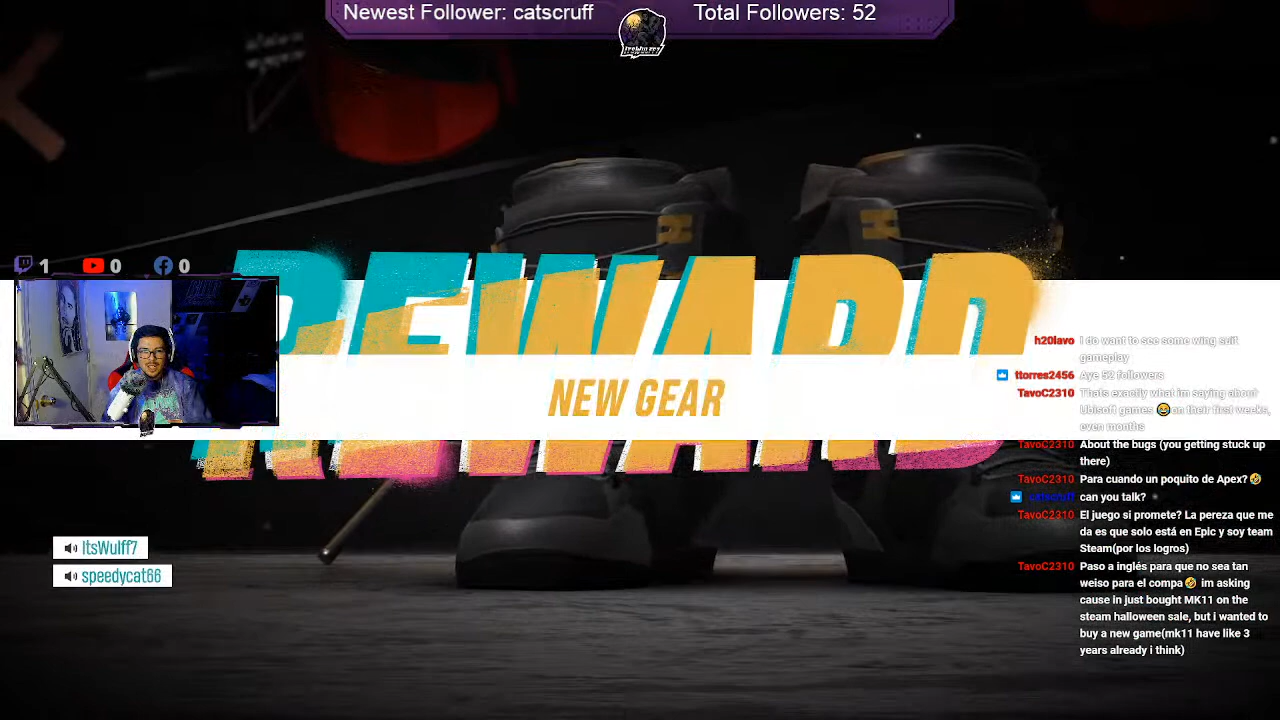 Newest Follower: catscruff
Total Followers: 52
ItsWulff7
1
0
0
REWARD
NEW GEAR
h20lavo I do want to see some wing suit
gameplay
ttorres2456 Aye 52 followers
TavoC2310 Thats exactly what im saying about
Ubisoft games 😂 on their first weeks,
even months
TavoC2310 About the bugs (you getting stuck up
there)
TavoC2310 Para cuando un poquito de Apex? 🤣
catscruff can you talk?
TavoC2310 El juego si promete? La pereza que me
da es que solo está en Epic y soy team
Steam(por los logros)
TavoC2310 Paso a inglés para que no sea tan
weiso para el compa🤣 im asking
cause in just bought MK11 on the
steam halloween sale, but i wanted to
buy a new game(mk11 have like 3
years already i think)
ItsWulff7
speedycat66